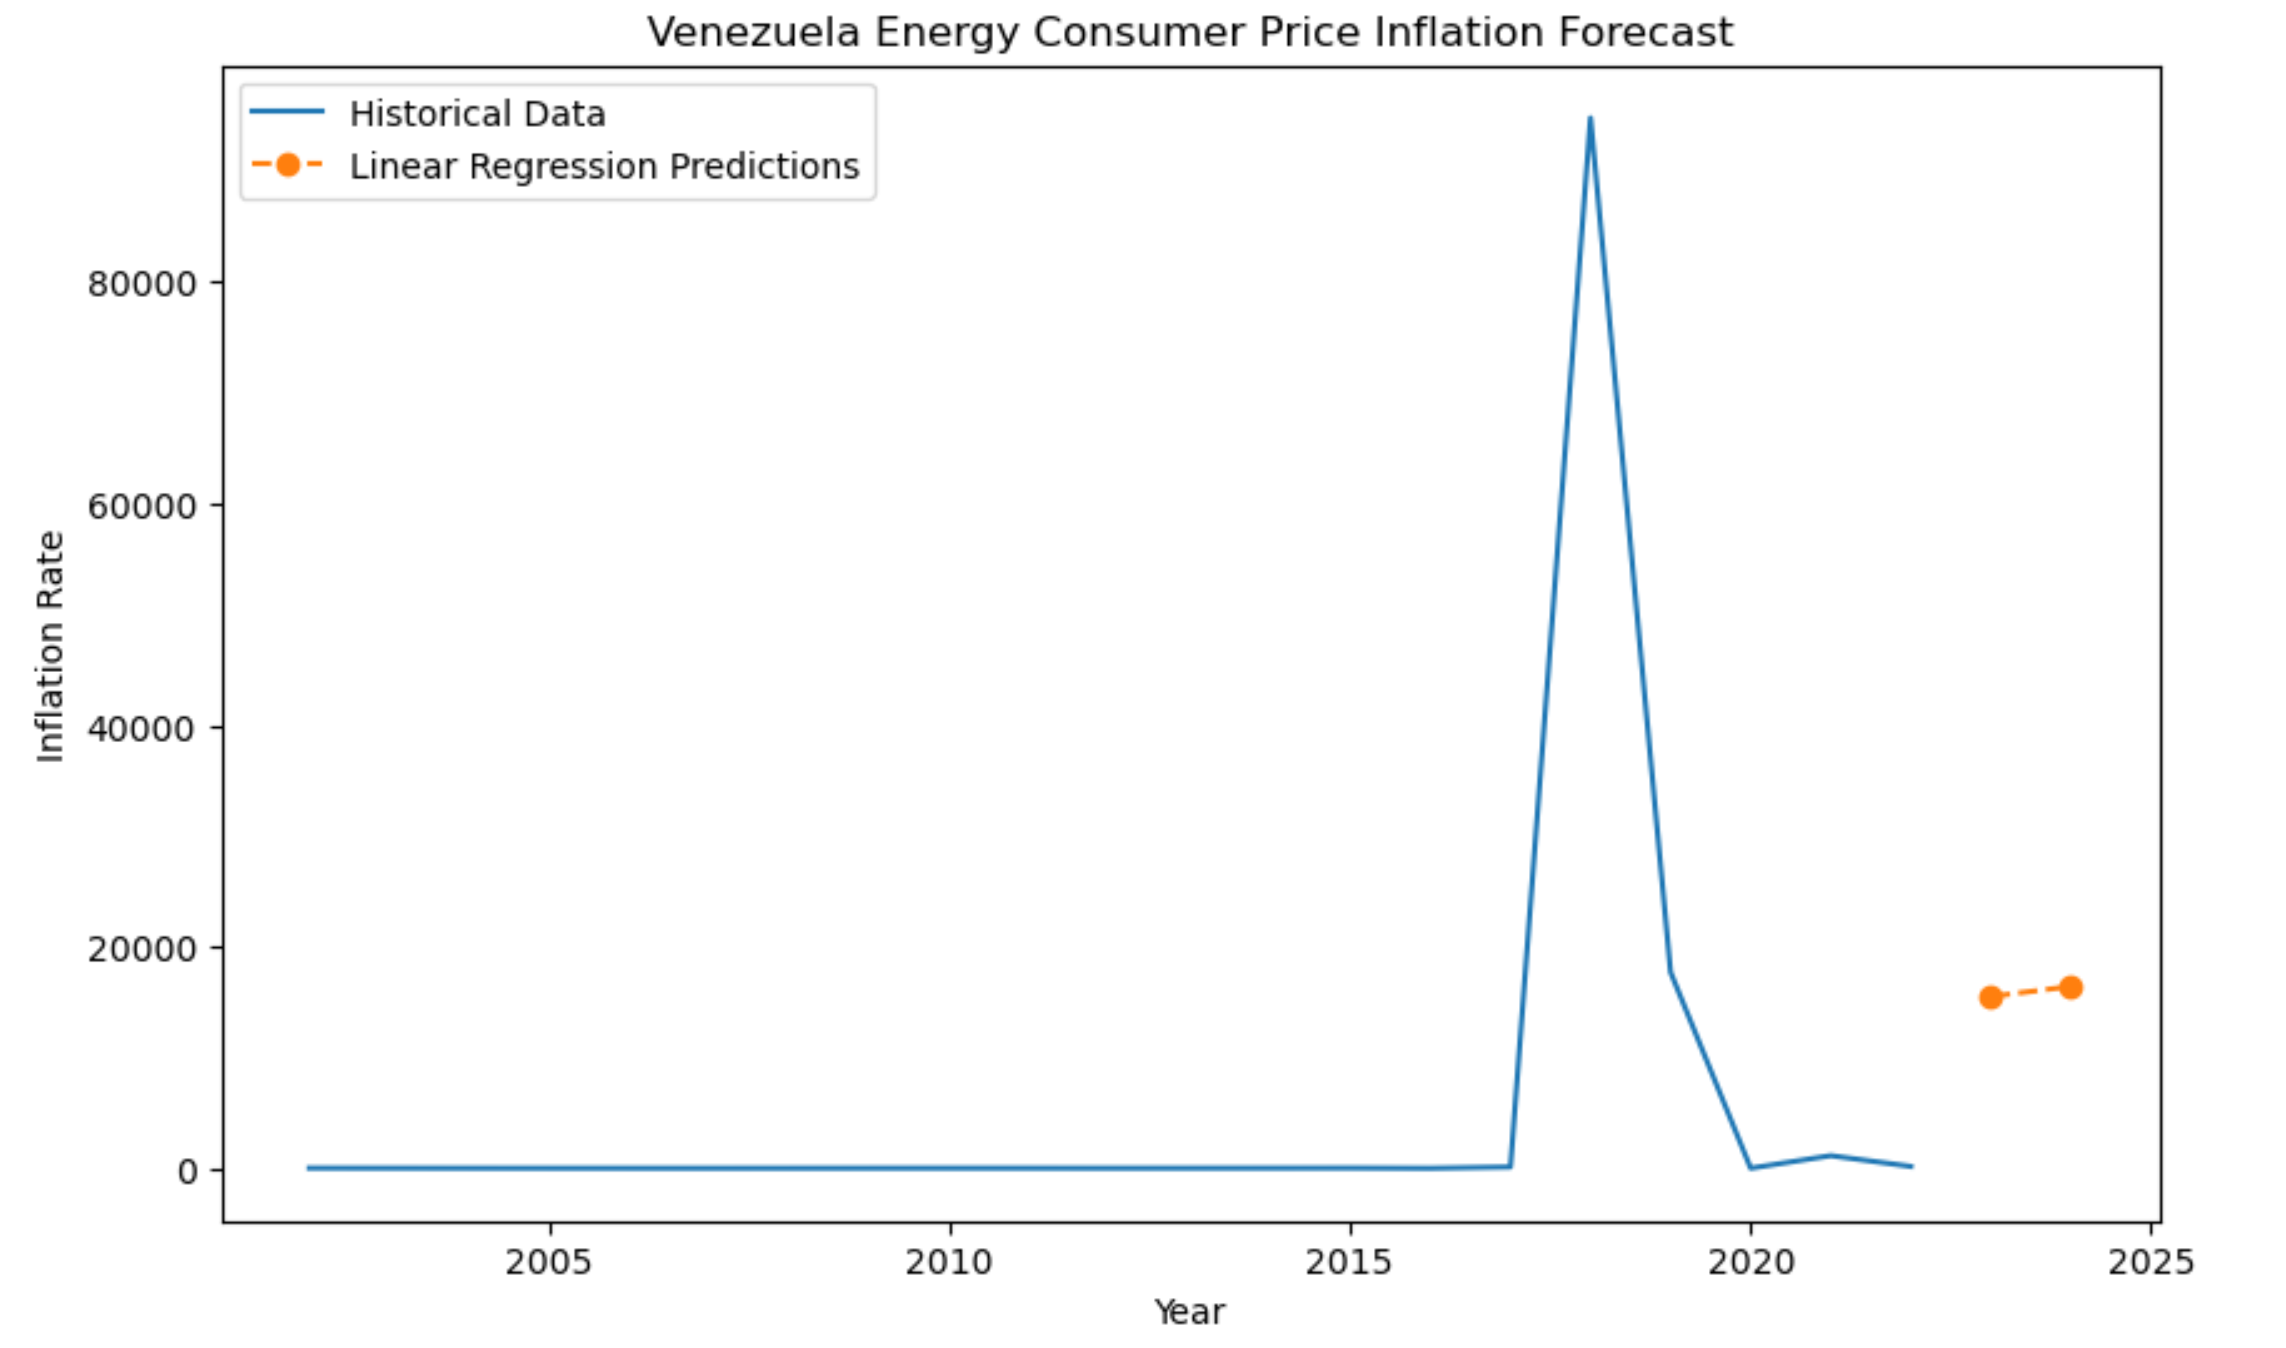 Venezuela Energy Consumer Price Inflation Forecast
Historical Data
Linear Regression Predictions
80000
60000
40000
20000
0
Inflation Rate
2005
2010
2015
2020
2025
Year